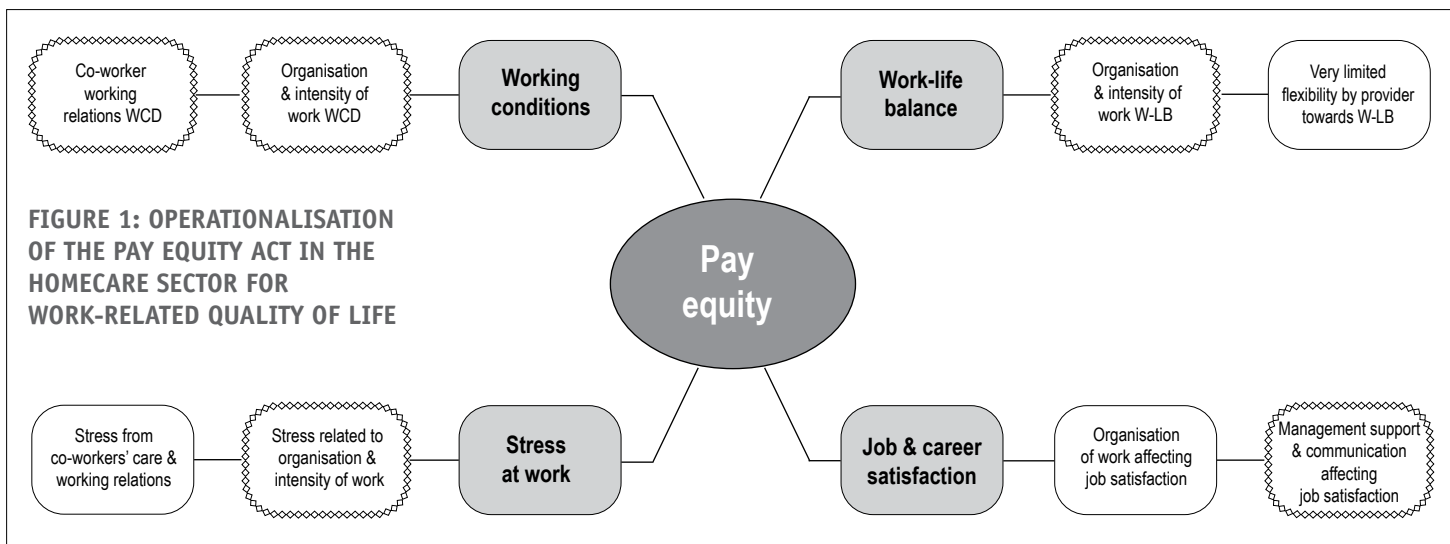 Co-worker
working
relations WCD
Organisation
& intensity of
work WCD
Working
conditions
Work-life
balance
Organisation
& intensity of
work W-LB
Very limited
flexibility by provider
towards W-LB
FIGURE 1: OPERATIONALISATION
OF THE PAY EQUITY ACT IN THE
HOMECARE SECTOR FOR
WORK-RELATED QUALITY OF LIFE
Pay
equity
Stress from
co-workers' care &
working relations
Stress related to
organisation &
intensity of work
Stress
at work
Job & career
satisfaction
Organisation
of work affecting
job satisfaction
Management support
& communication
affecting
job satisfaction